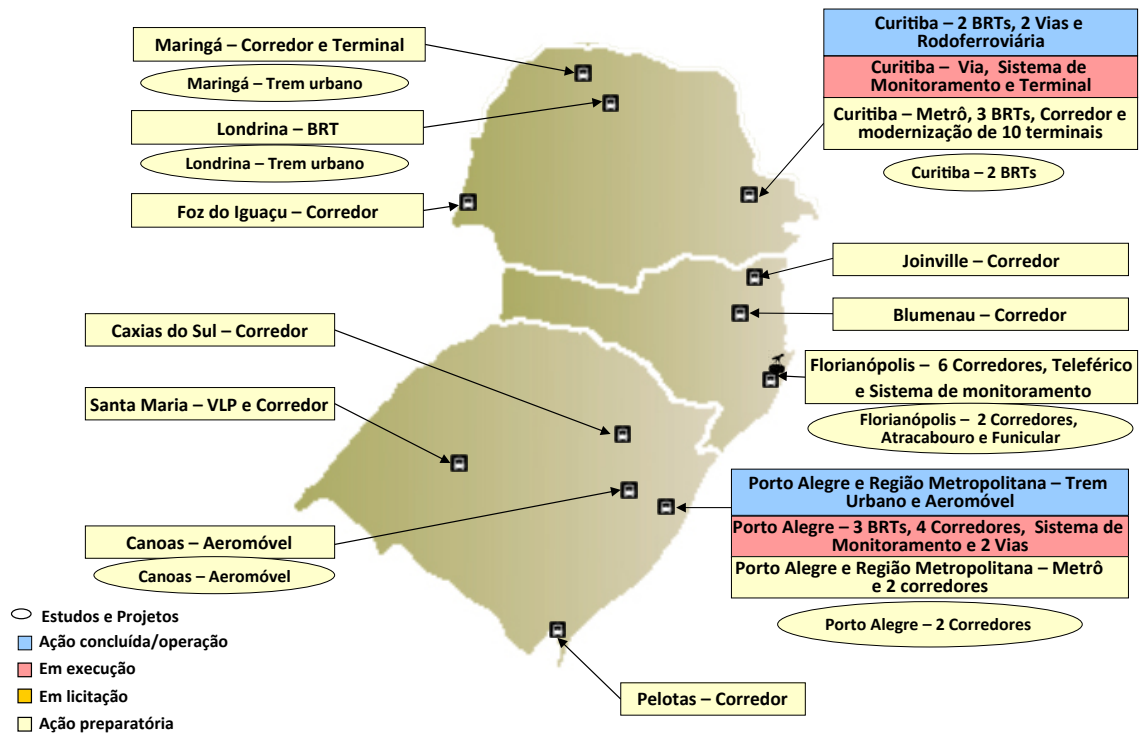 Maringá – Corredor e Terminal
Maringá – Trem urbano
Londrina – BRT
Londrina – Trem urbano
Foz do Iguaçu – Corredor
Curitiba – 2 BRTs, 2 Vias e
Rodoferroviária
Curitiba – Via, Sistema de
Monitoramento e Terminal
Curitiba – Metrô, 3 BRTs, Corredor e
modernização de 10 terminais
Curitiba – 2 BRTs
Joinville – Corredor
Blumenau – Corredor
Florianópolis – 6 Corredores, Teleférico
e Sistema de monitoramento
Florianópolis – 2 Corredores,
Atracabouro e Funicular
Caxias do Sul – Corredor
Santa Maria – VLP e Corredor
Canoas – Aeromóvel
Canoas – Aeromóvel
Porto Alegre e Região Metropolitana – Trem
Urbano e Aeromóvel
Porto Alegre – 3 BRTs, 4 Corredores, Sistema de
Monitoramento e 2 Vias
Porto Alegre e Região Metropolitana – Metrô
e 2 corredores
Porto Alegre – 2 Corredores
Pelotas – Corredor
Estudos e Projetos
Ação concluída/operação
Em execução
Em licitação
Ação preparatória